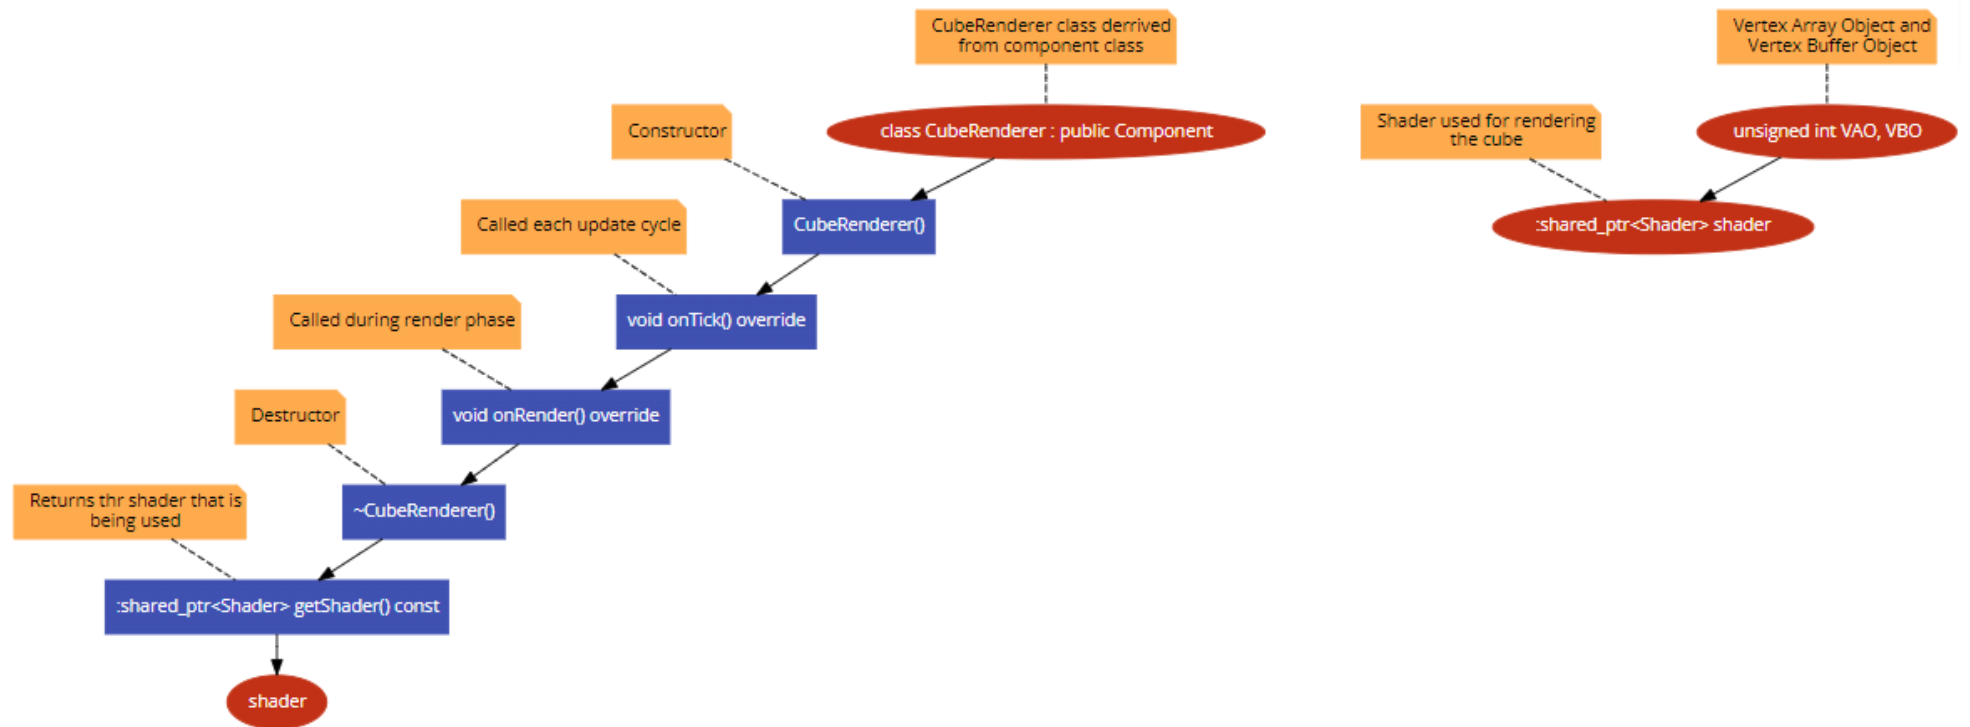 CubeRenderer class derrived
from component class
Vertex Array Object and
Vertex Buffer Object
Constructor
class CubeRenderer : public Component
Shader used for rendering
the cube
unsigned int VAO, VBO
Called each update cycle
CubeRenderer()
:shared_ptr<Shader> shader
Called during render phase
void onTick() override
Destructor
void onRender() override
Returns thr shader that is
being used
~CubeRenderer()
:shared_ptr<Shader> getShader() const
shader